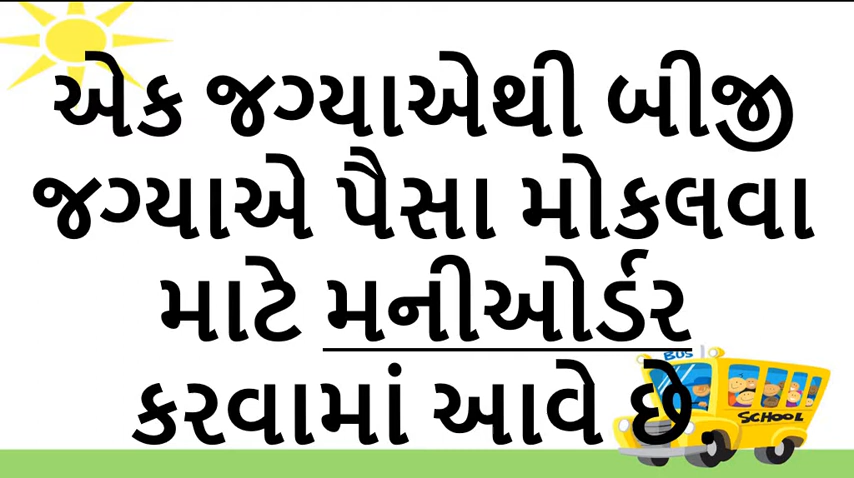 એક જગ્યાએથી બીજી
જગ્યાએ પૈસા મોકલવા
માટે મનીઓર્ડર
કરવામાં આવે છે.
BUS
SCHOOL